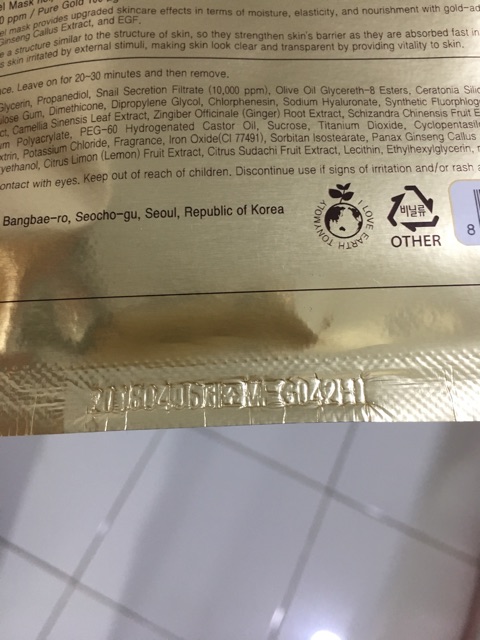 el Mask
0 ppm / Pure Gold
el mask provides upgraded skincare effects in terms of moisture, elasticity, and nourishment with gold-ad
Ginseng Callus Extract, and EGF.
e a structure similar to the structure of skin, so they strengthen skin's barrier as they are absorbed fast in
s skin irritated by external stimuli, making skin look clear and transparent by providing vitality to skin.
ce. Leave on for 20-30 minutes and then remove.
Glycerin, Propanediol, Snail Secretion Filtrate (10,000 ppm), Olive Oil Glycereth-8 Esters, Ceratonia Silic
ulose Gum, Dimethicone, Dipropylene Glycol, Chlorphenesin, Sodium Hyaluronate, Synthetic Fluorphlog
ct, Camellia Sinensis Leaf Extract, Zingiber Officinale (Ginger) Root Extract, Schizandra Chinensis Fruit E
m Polyacrylate, PEG-60 Hydrogenated Castor Oil, Sucrose, Titanium Dioxide, Cyclopentasil
xtrin, Potassium Chloride, Fragrance, Iron Oxide(CI 77491), Sorbitan Isostearate, Panax Ginseng Callus
yethanol, Citrus Limon (Lemon) Fruit Extract, Citrus Sudachi Fruit Extract, Lecithin, Ethylhexylglycerin,
ontact with eyes. Keep out of reach of children. Discontinue use if signs of irritation and/or rash
Bangbae-ro, Seocho-gu, Seoul, Republic of Korea
I LOVE EARTH TONYMOLY
비닐류
OTHER
8